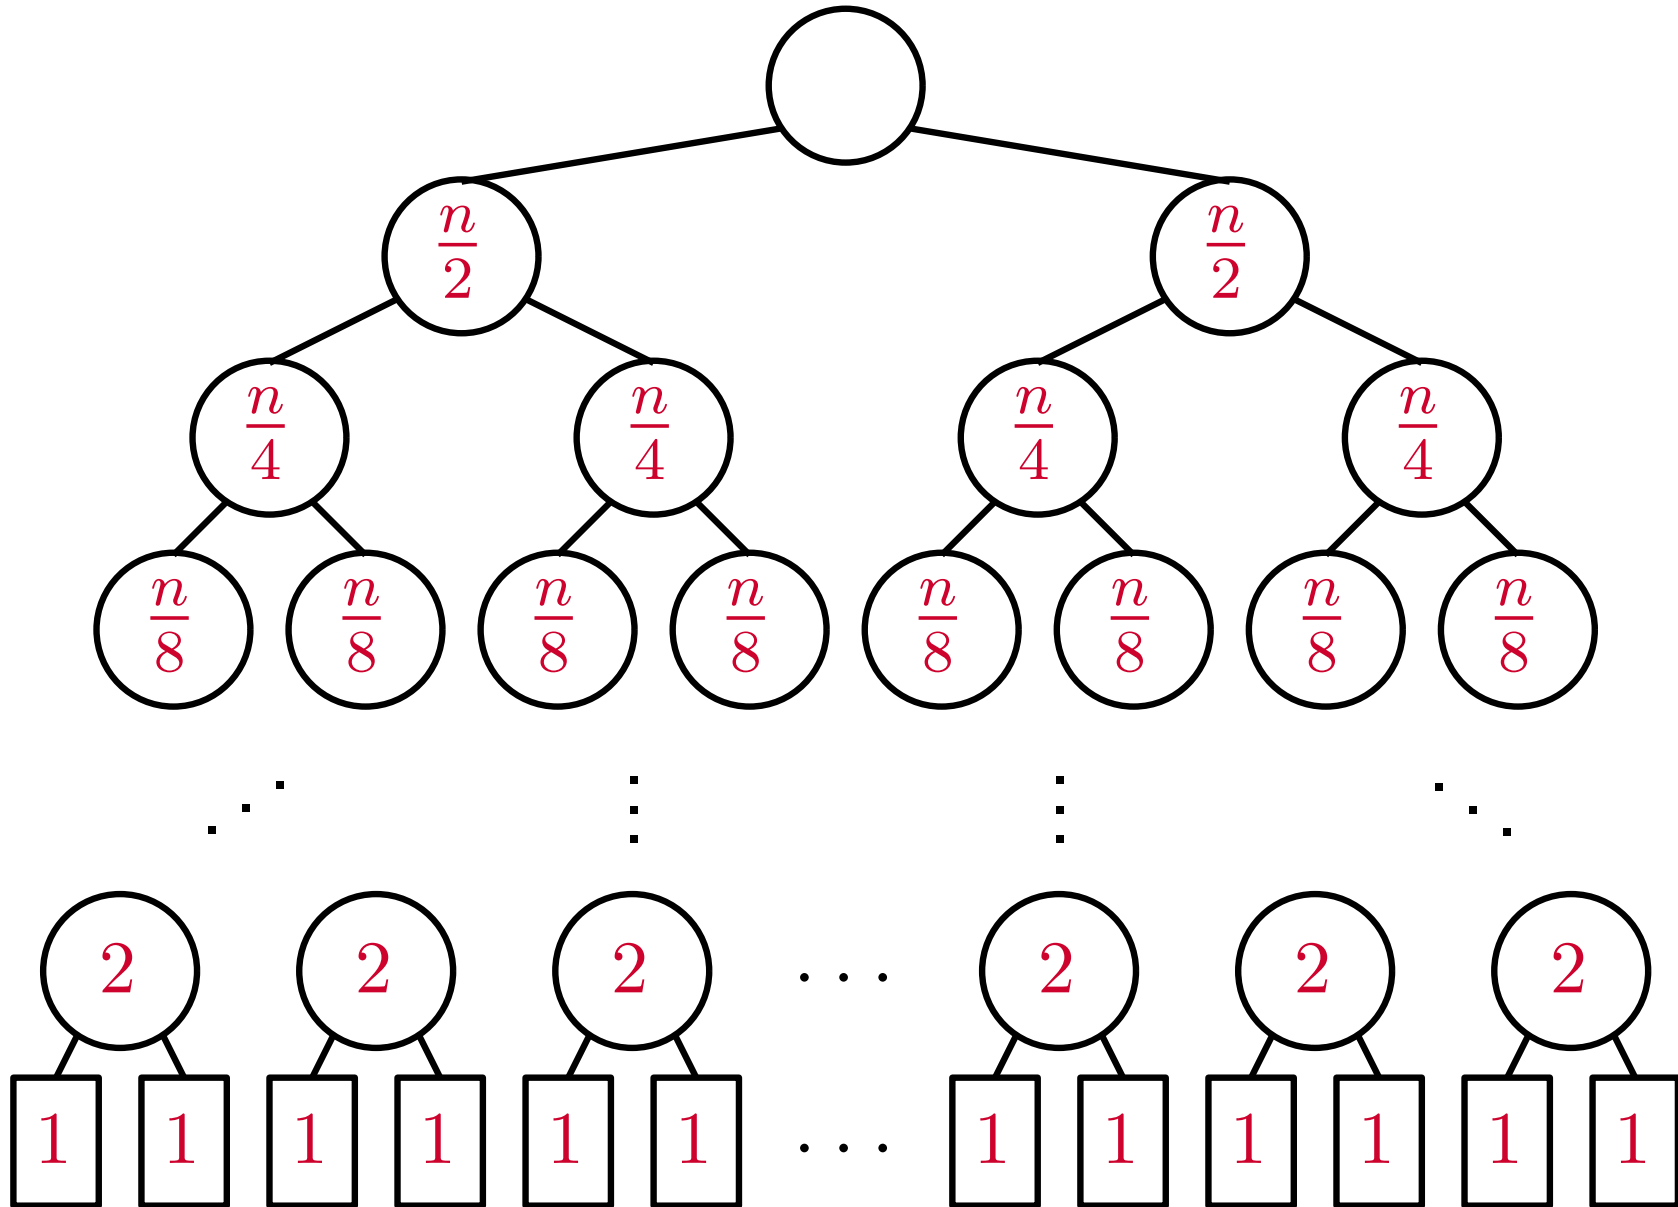 n/2 n/2
n/4 n/4 n/4 n/4
n/8 n/8 n/8 n/8 n/8 n/8 n/8 n/8
2 2 2 ... 2 2 2
1 1 1 1 1 1 ... 1 1 1 1 1 1